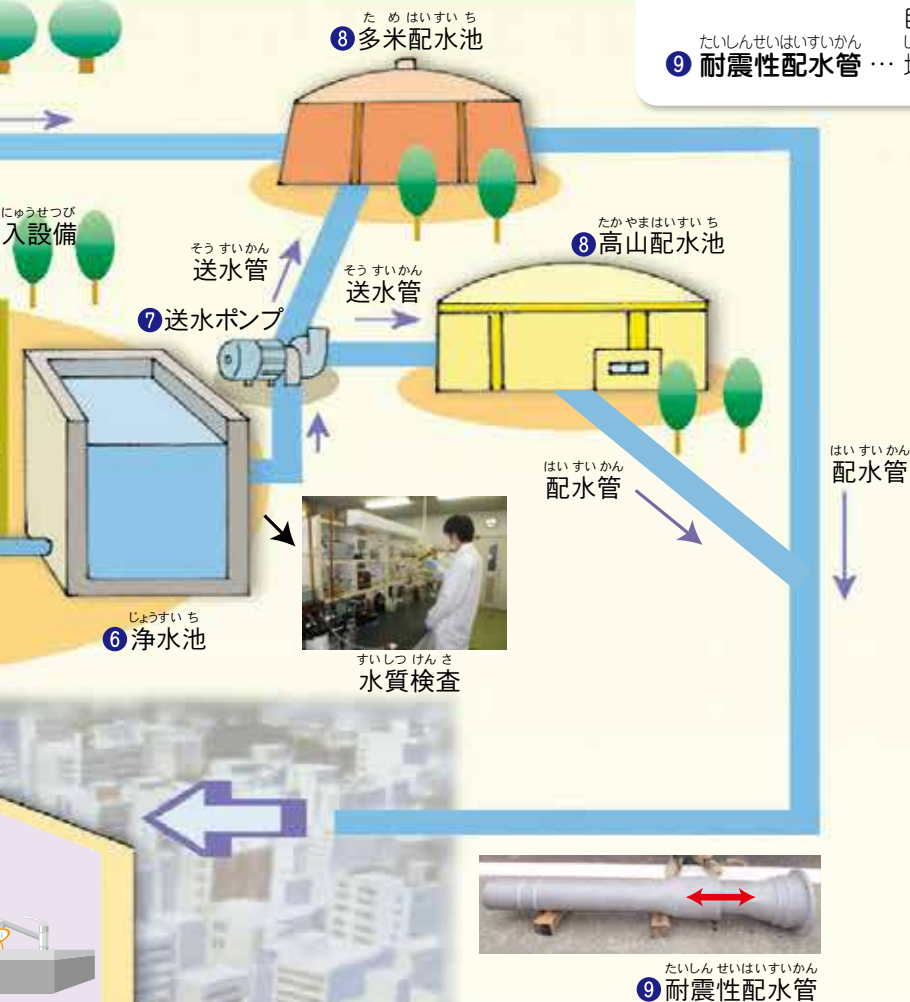 ためはいすいち
⑧多米配水池
たいしんせいはいすいかん
⑨ 耐震性配水管 …
にゅうせつび
入設備
そうすいかん
送水管
そうすいかん
送水管
たかやまはいすいち
⑧高山配水池
⑦送水ポンプ
はいすいかん
配水管
はいすいかん
配水管
じょうすいち
⑥浄水池
すいしつけんさ
水質検査
たいしんせいはいすいかん
⑨耐震性配水管